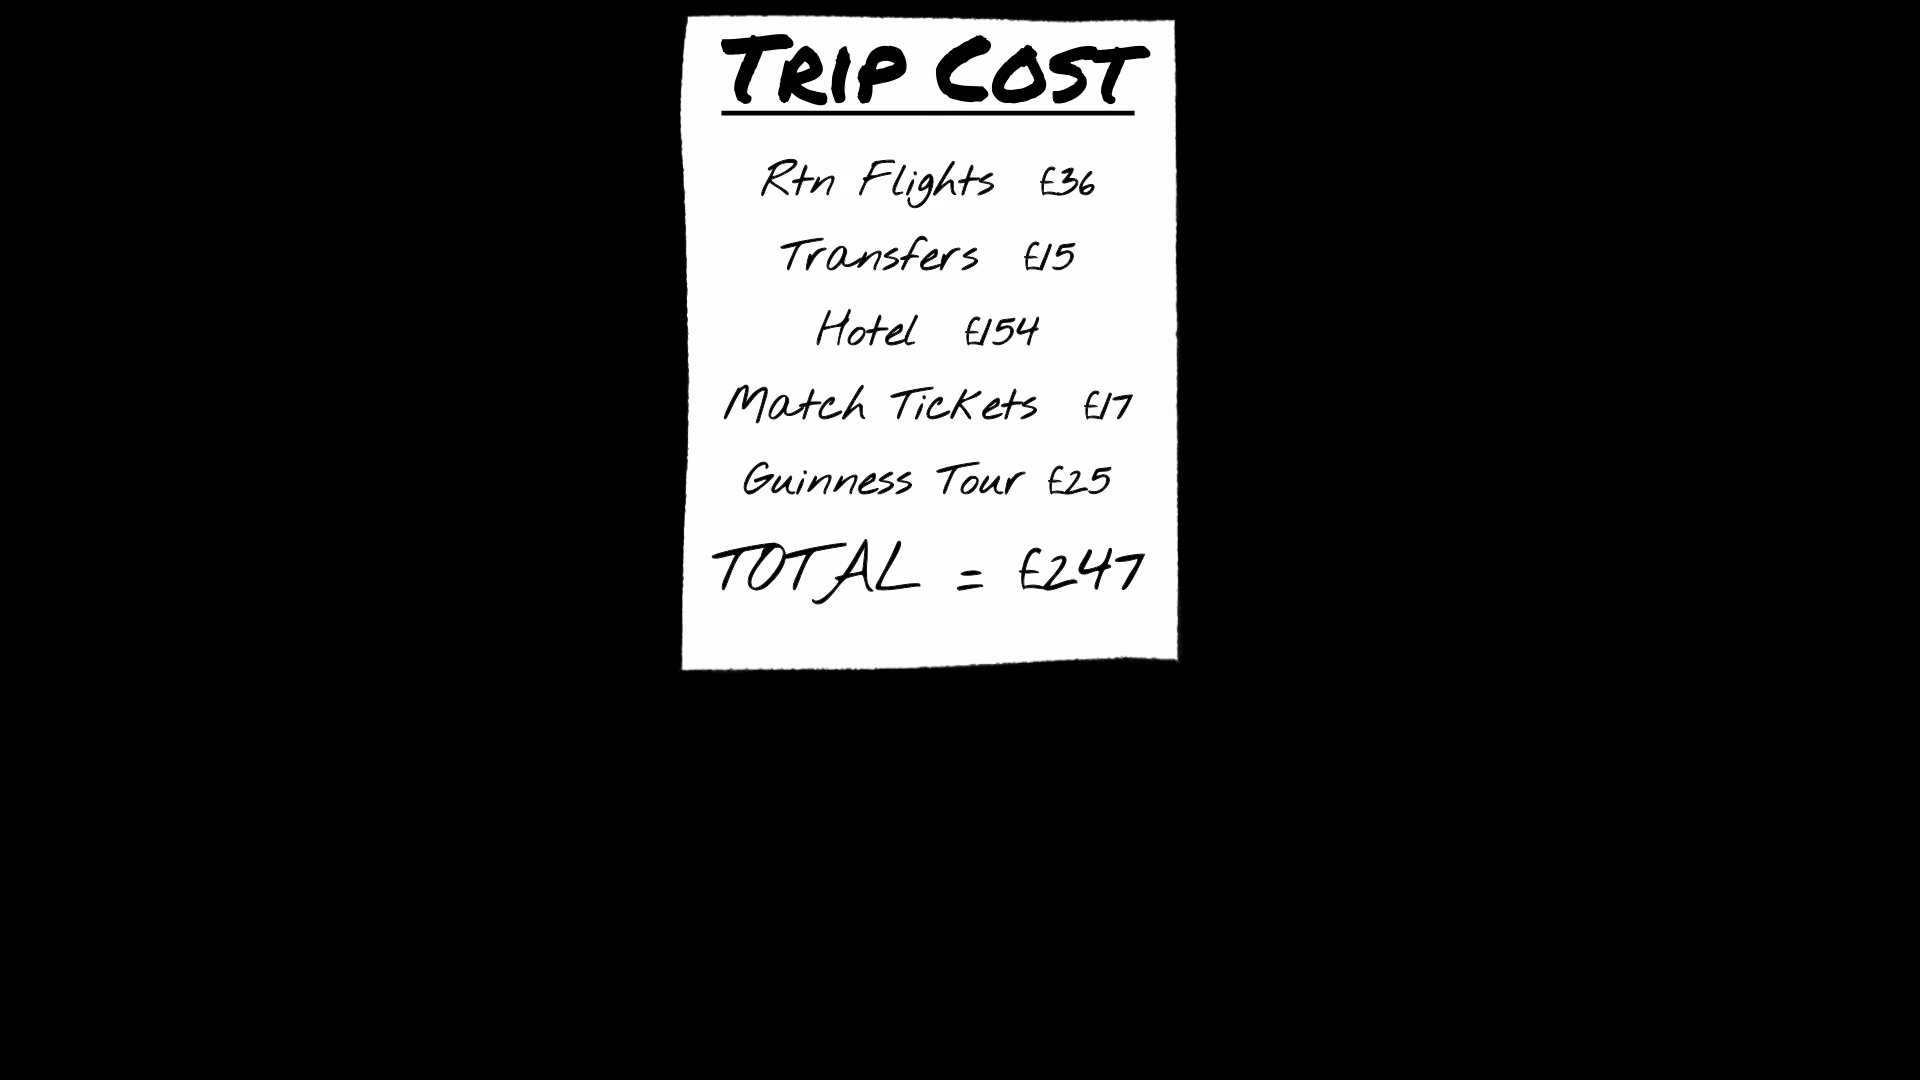 Trip Cost
Rtn Flights £36
Transfers £15
Hotel £154
Match Tickets £17
Guinness Tour £25
TOTAL = £247